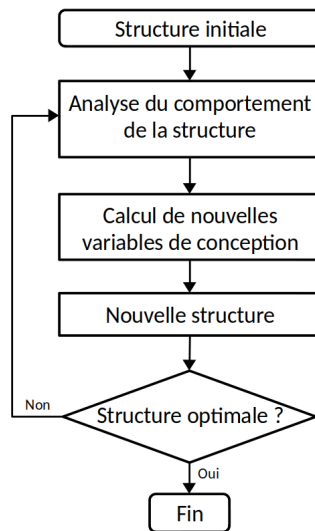 Structure initiale
Analyse du comportement
de la structure
Calcul de nouvelles
variables de conception
Nouvelle structure
Structure optimale ?
Non
Oui
Fin